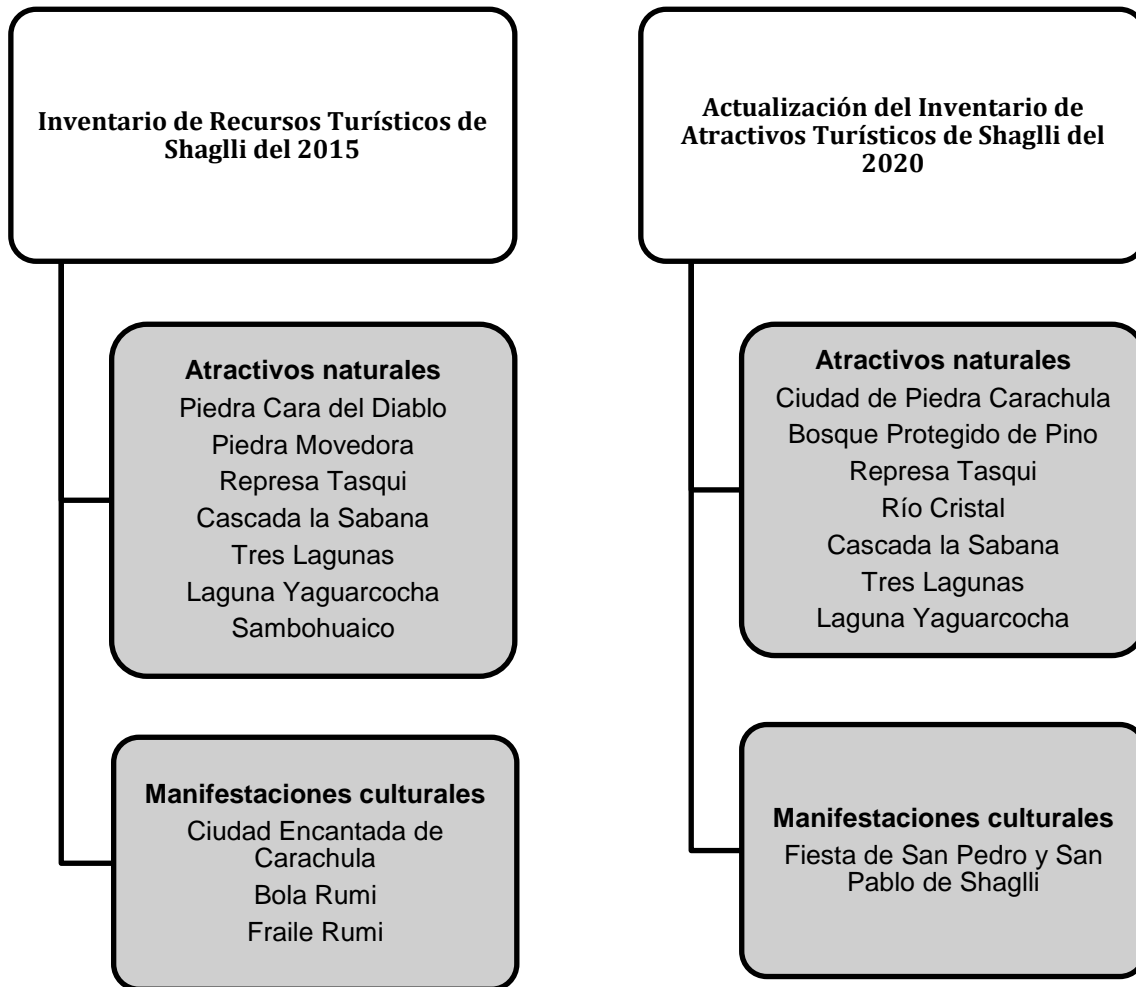 Inventario de Recursos Turísticos de
Shaglli del 2015
Atractivos naturales
Piedra Cara del Diablo
Piedra Movedora
Represa Tasqui
Cascada la Sabana
Tres Lagunas
Laguna Yaguarcocha
Sambohuaico
Manifestaciones culturales
Ciudad Encantada de
Carachula
Bola Rumi
Fraile Rumi
Actualización del Inventario de
Atractivos Turísticos de Shaglli del
2020
Atractivos naturales
Ciudad de Piedra Carachula
Bosque Protegido de Pino
Represa Tasqui
Río Cristal
Cascada la Sabana
Tres Lagunas
Laguna Yaguarcocha
Manifestaciones culturales
Fiesta de San Pedro y San
Pablo de Shaglli